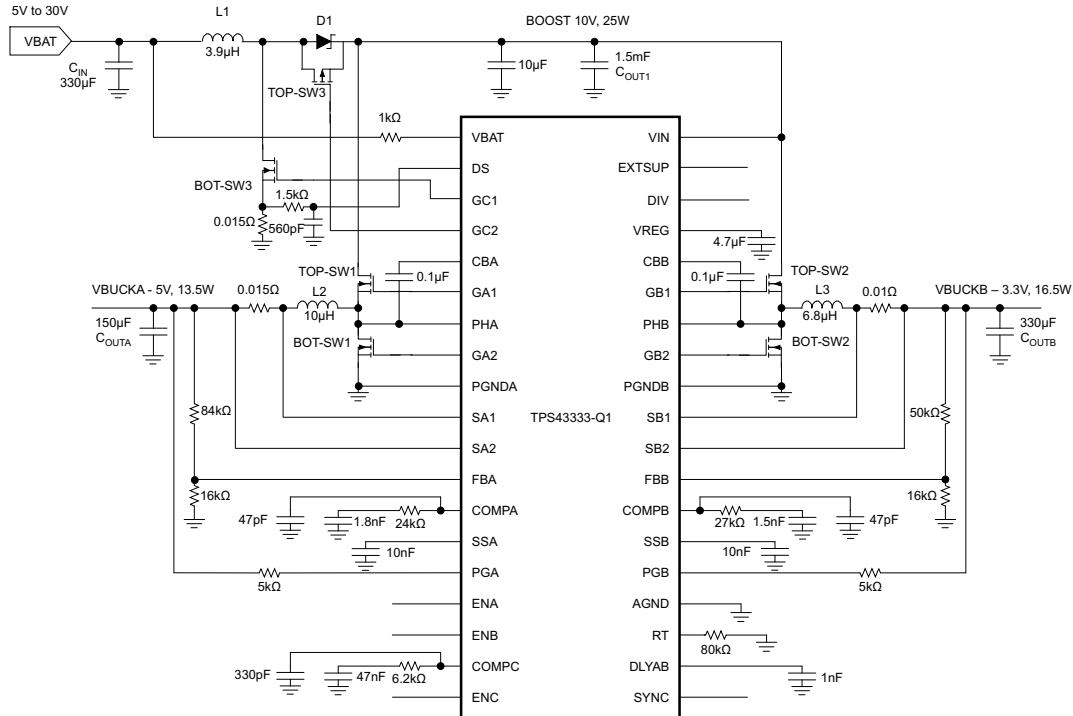 5V to 30V
VBAT
L1
3.9µH
D1
BOOST 10V, 25W
CIN
330µF
TOP-SW3
10µF
1.5mF
COUT1
1kΩ
BOT-SW3
1.5kΩ
0.015Ω
560pF
TOP-SW1
0.1µF
VBUCKA - 5V, 13.5W
0.015Ω
L2
10µH
150µF
COUTA
BOT-SW1
84kΩ
16kΩ
47pF
1.8nF
24kΩ
10nF
5kΩ
330pF
47nF
6.2kΩ
VBAT
DS
GC1
GC2
CBA
GA1
PHA
GA2
PGNDA
SA1
SA2
FBA
COMPA
SSA
PGA
ENA
ENB
COMPC
ENC
TPS43333-Q1
VIN
EXTSUP
DIV
VREG
CBB
GB1
PHB
GB2
PGNDB
SB1
SB2
FBB
COMPB
SSB
PGB
AGND
RT
DLYAB
SYNC
4.7µF
0.1µF
TOP-SW2
L3
6.8µH
0.01Ω
VBUCKB – 3.3V, 16.5W
330µF
COUTB
BOT-SW2
50kΩ
16kΩ
27kΩ
1.5nF
47pF
10nF
5kΩ
80kΩ
1nF